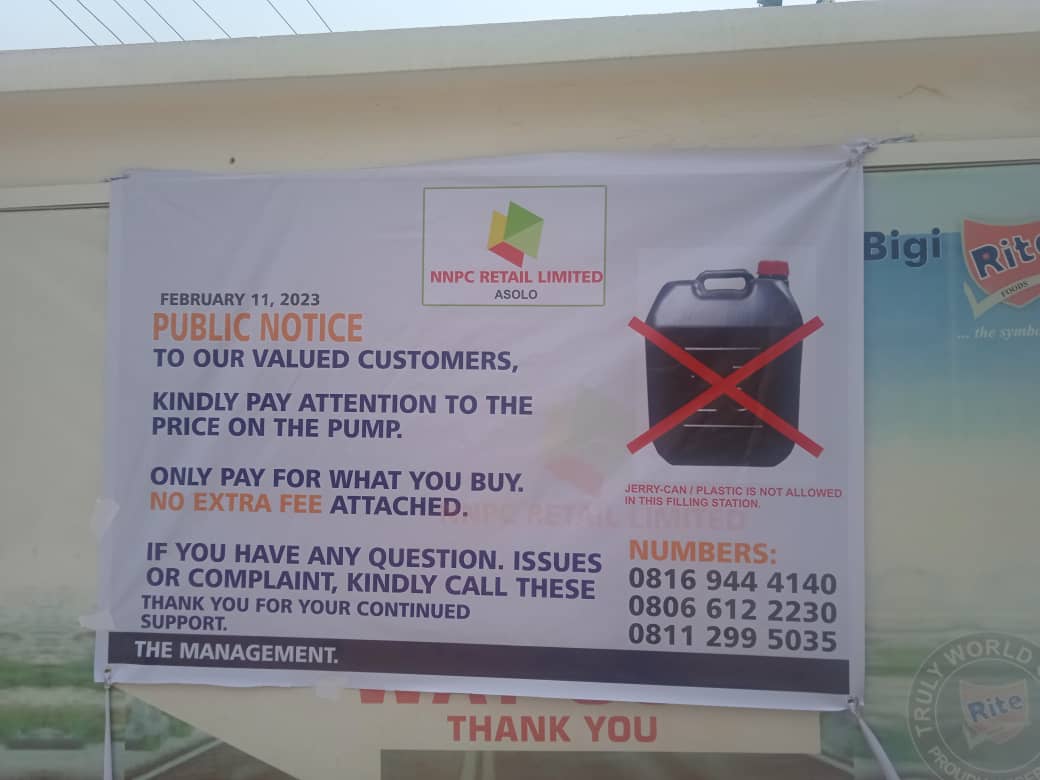 NNPC RETAIL LIMITED
ASOLO
FEBRUARY 11, 2023
PUBLIC NOTICE
TO OUR VALUED CUSTOMERS,
KINDLY PAY ATTENTION TO THE
PRICE ON THE PUMP.
ONLY PAY FOR WHAT YOU BUY.
NO EXTRA FEE ATTACHED.
NNPC RETAIL LIMITED
IF YOU HAVE ANY QUESTION. ISSUES
OR COMPLAINT, KINDLY CALL THESE
THANK YOU FOR YOUR CONTINUED
SUPPORT.
THE MANAGEMENT.
JERRY-CAN / PLASTIC IS NOT ALLOWED
IN THIS FILLING STATION.
NUMBERS:
0816 944 4140
0806 612 2230
0811 299 5035
THANK YOU
Bigi
Rite
FOODS
... the
TRULY WORLD
Rite